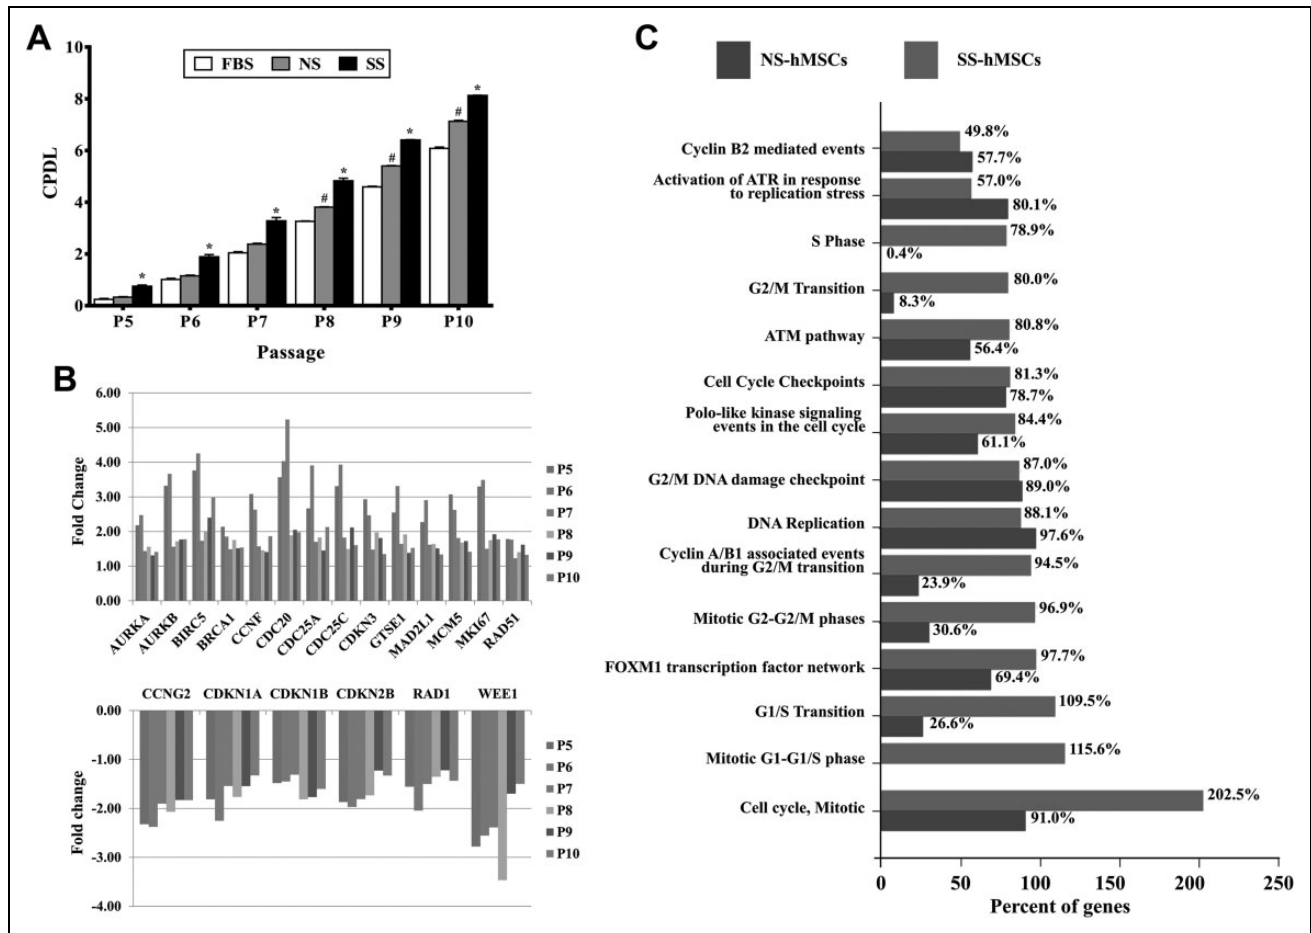 A
10
8
6
4
2
0
CPDL
FBS NS SS
*
*
*
# *
# *
# *
P5 P6 P7 P8 P9 P10
Passage
B
6.00
5.00
4.00
3.00
2.00
1.00
0.00
Fold Change
P5
P6
P7
P8
P9
P10
AURKA AURKB BIRC5 BRCA1 CCNF CDC20 CDC25A CDC25C CDKN3 GTSE1 MAD2L1 MCM5 MKI67 RAD51
CCNG2 CDKN1A CDKN1B CDKN2B RAD1 WEE1
0.00
-1.00
-2.00
-3.00
-4.00
Fold change
P5
P6
P7
P8
P9
P10
C
NS-hMSCs SS-hMSCs
Cyclin B2 mediated events
49.8%
57.7%
Activation of ATR in response
to replication stress
57.0%
80.1%
S Phase
78.9%
0.4%
G2/M Transition
80.0%
8.3%
ATM pathway
80.8%
56.4%
Cell Cycle Checkpoints
81.3%
78.7%
Polo-like kinase signaling
events in the cell cycle
84.4%
61.1%
G2/M DNA damage checkpoint
87.0%
89.0%
DNA Replication
88.1%
97.6%
Cyclin A/B1 associated events
during G2/M transition
94.5%
23.9%
Mitotic G2-G2/M phases
96.9%
30.6%
FOXM1 transcription factor network
97.7%
69.4%
G1/S Transition
109.5%
26.6%
Mitotic G1-G1/S phase
115.6%
Cell cycle, Mitotic
202.5%
91.0%
0 50 100 150 200 250
Percent of genes